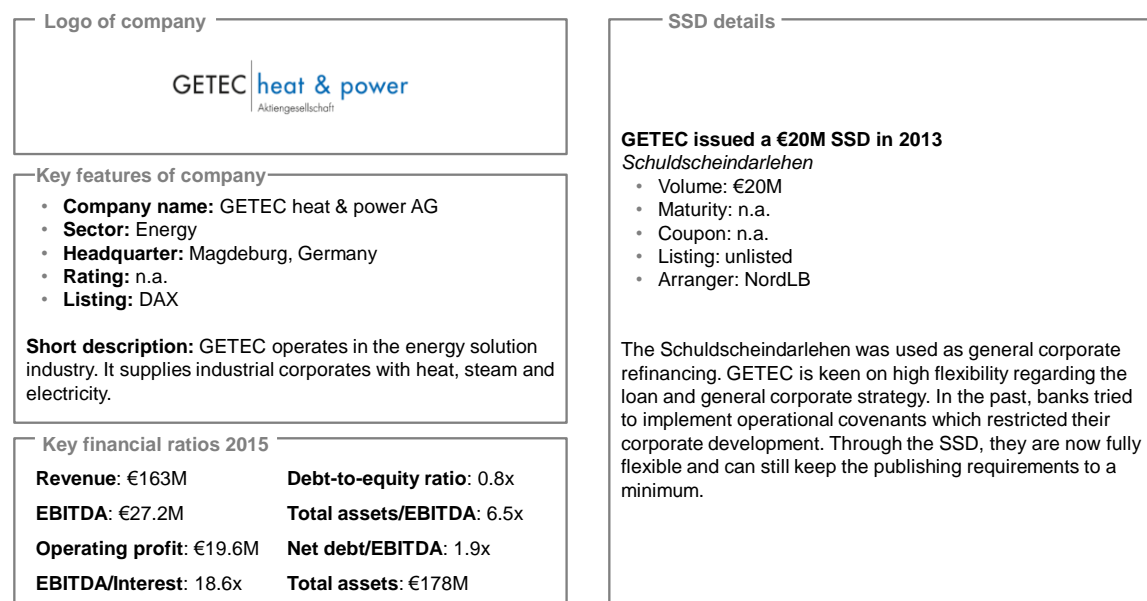 Logo of company
GETEC heat & power
Aktiengesellschaft
Key features of company
• Company name: GETEC heat & power AG
• Sector: Energy
• Headquarter: Magdeburg, Germany
• Rating: n.a.
• Listing: DAX
Short description: GETEC operates in the energy solution
industry. It supplies industrial corporates with heat, steam and
electricity.
Key financial ratios 2015
Revenue: €163M Debt-to-equity ratio: 0.8x
EBITDA: €27.2M Total assets/EBITDA: 6.5x
Operating profit: €19.6M Net debt/EBITDA: 1.9x
EBITDA/Interest: 18.6x Total assets: €178M
SSD details
GETEC issued a €20M SSD in 2013
Schuldscheindarlehen
• Volume: €20M
• Maturity: n.a.
• Coupon: n.a.
• Listing: unlisted
• Arranger: NordLB
The Schuldscheindarlehen was used as general corporate
refinancing. GETEC is keen on high flexibility regarding the
loan and general corporate strategy. In the past, banks tried
to implement operational covenants which restricted their
corporate development. Through the SSD, they are now fully
flexible and can still keep the publishing requirements to a
minimum.